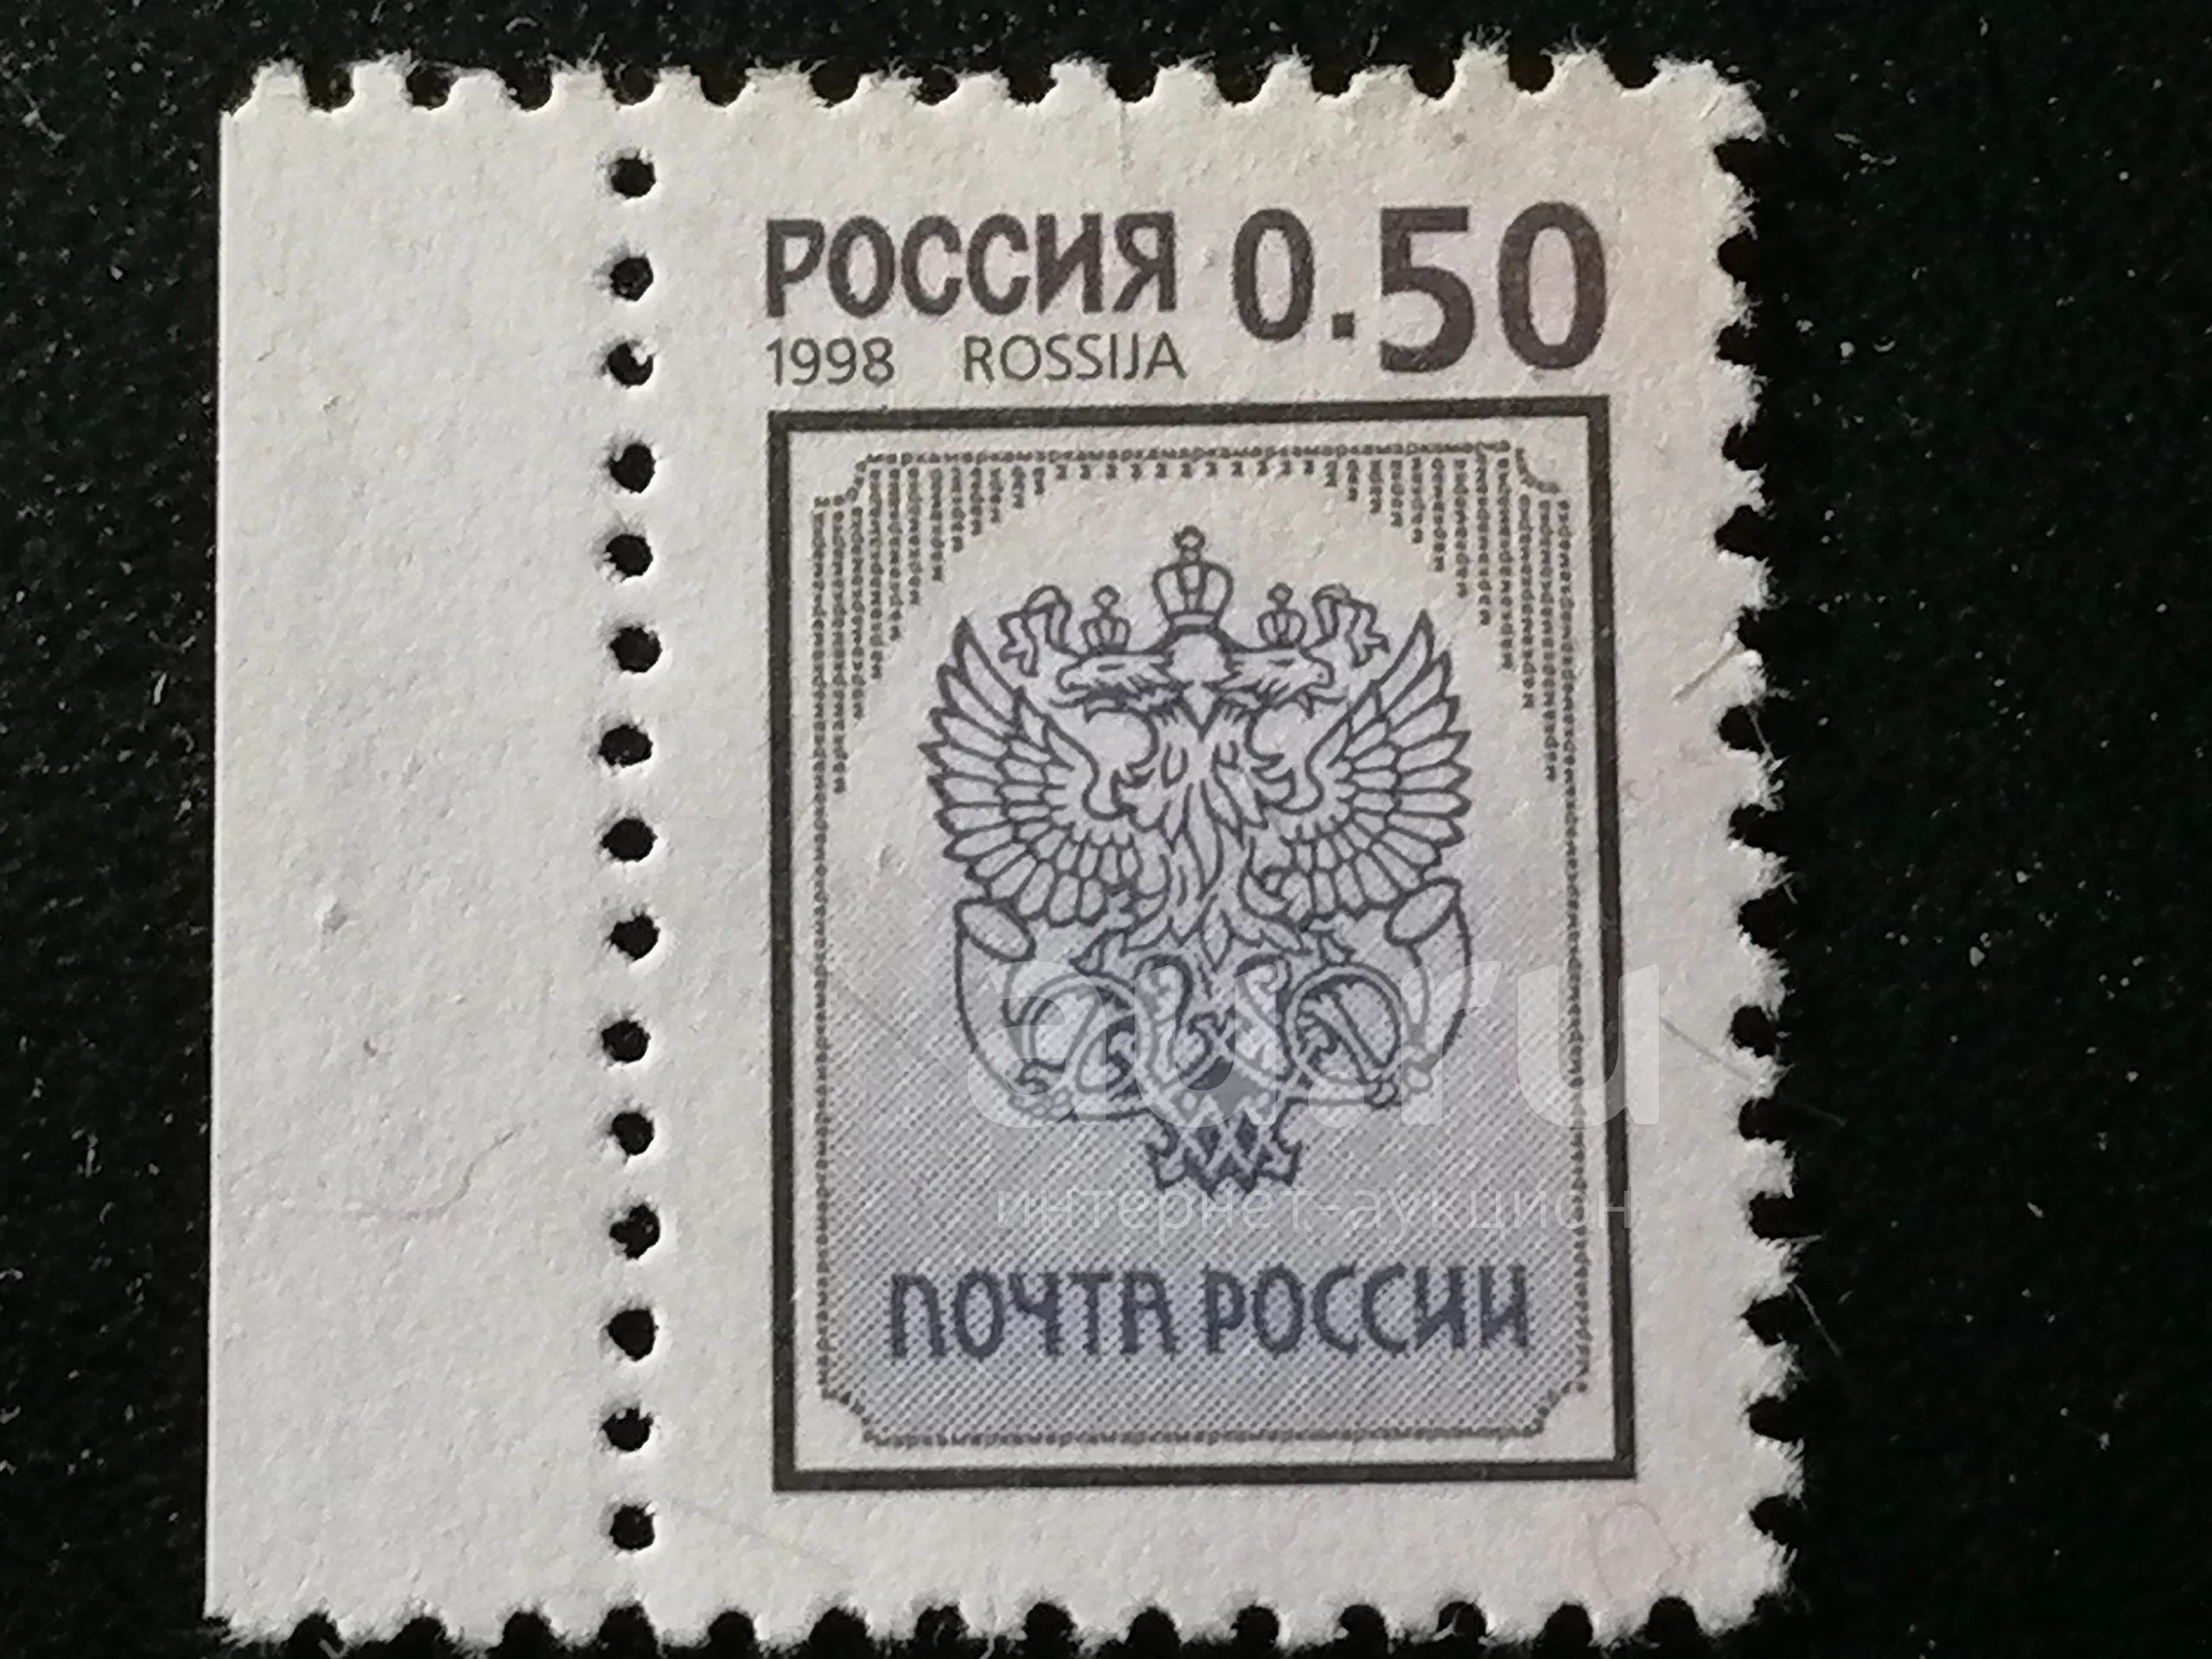 РОССИЯ 0.50
1998 ROSSIJA
au.ru
интернет-аукцион
ПОЧТА РОССИИ